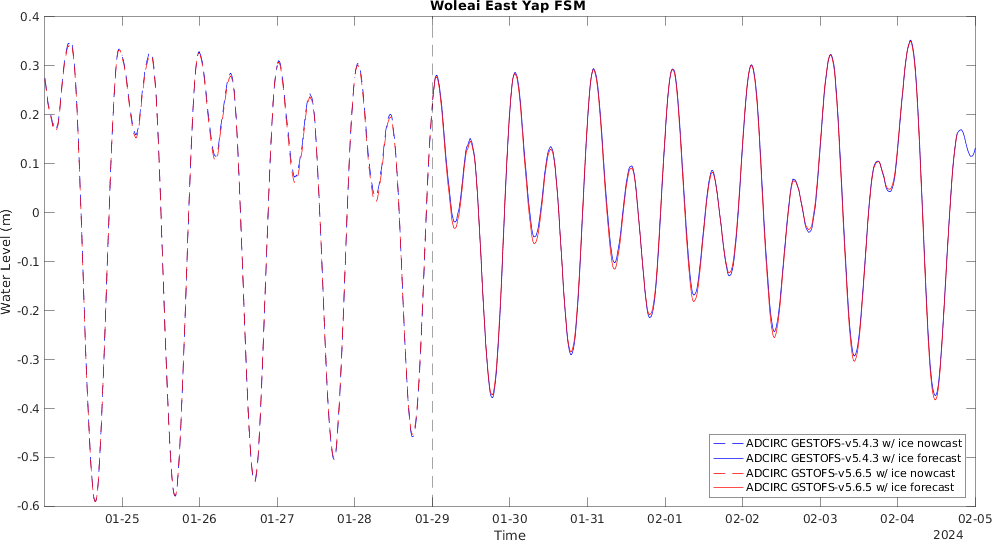 Woleai East Yap FSM
0.4
0.3
0.2
0.1
0
-0.1
-0.2
-0.3
-0.4
-0.5
-0.6
Water Level (m)
ADCIRC GESTOFS-v5.4.3 w/ ice nowcast
ADCIRC GESTOFS-v5.4.3 w/ ice forecast
ADCIRC GSTOFS-v5.6.5 w/ ice nowcast
ADCIRC GSTOFS-v5.6.5 w/ ice forecast
01-25 01-26 01-27 01-28 01-29 01-30 01-31 02-01 02-02 02-03 02-04 02-05
Time
2024